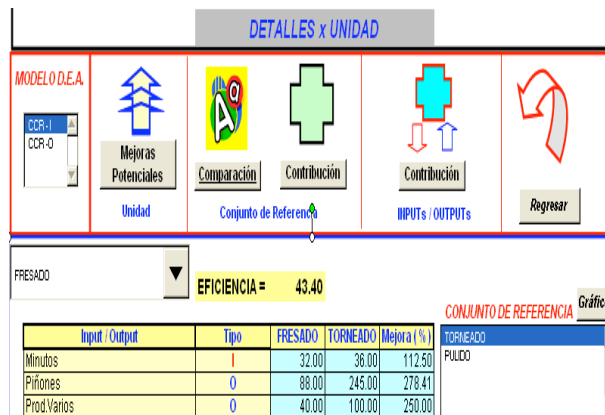 DETALLES x UNIDAD
MODELO D.E.A.
CCR-I
CCR-O
Mejoras
Potenciales
Unidad
Comparación
Contribución
Conjunto de Referencia
Contribución
INPUTs / OUTPUTs
Regresar
FRESADO
EFICIENCIA = 43.40
CONJUNTO DE REFERENCIA
Gráfic
TORNEADO
PULIDO
Input / Output Tipo FRESADO TORNEADO Mejora ( % )
Minutos I 32.00 36.00 112.50
Piñones O 88.00 245.00 278.41
Prod.Varios O 40.00 100.00 250.00